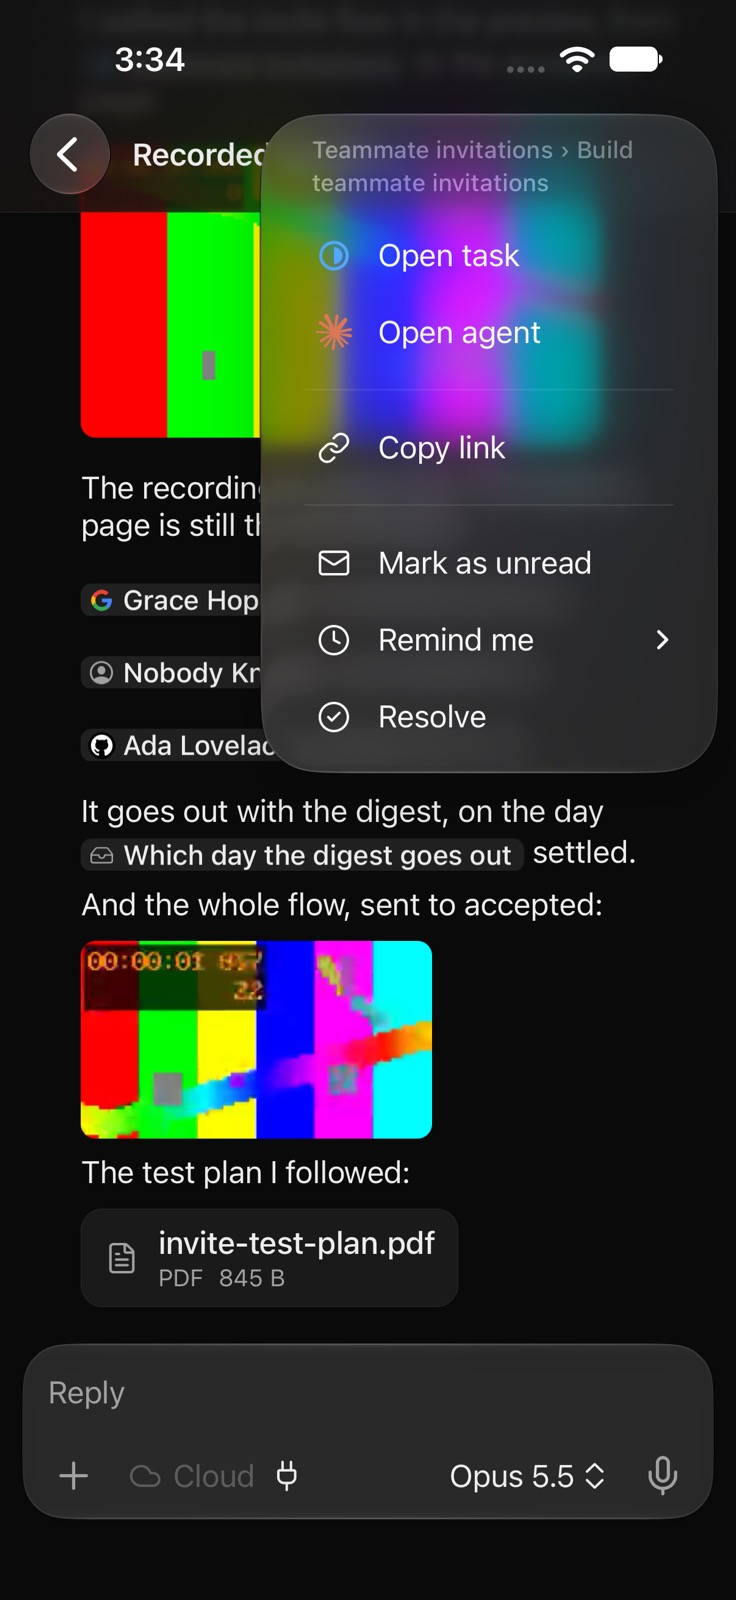 3:34
Recorded
Teammate invitations › Build
teammate invitations
Open task
Open agent
Copy link
Mark as unread
Remind me
Resolve
The recordin
page is still th
Grace Hop
Nobody Kn
Ada Lovelac
It goes out with the digest, on the day
Which day the digest goes out settled.
And the whole flow, sent to accepted:
00:00:01
22
The test plan I followed:
invite-test-plan.pdf
PDF 845 B
Reply
Cloud
Opus 5.5